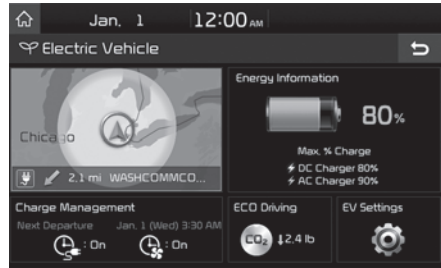 Jan. 1 12:00 AM
Electric Vehicle
Chicago
2.1 mi WASHCOMMCO...
Energy Information
80%
Max. % Charge
DC Charger 80%
AC Charger 90%
Charge Management
Next Departure Jan. 1 (Wed) 3:30 AM
: On : On
ECO Driving
CO₂ ↓2.4 lb
EV Settings